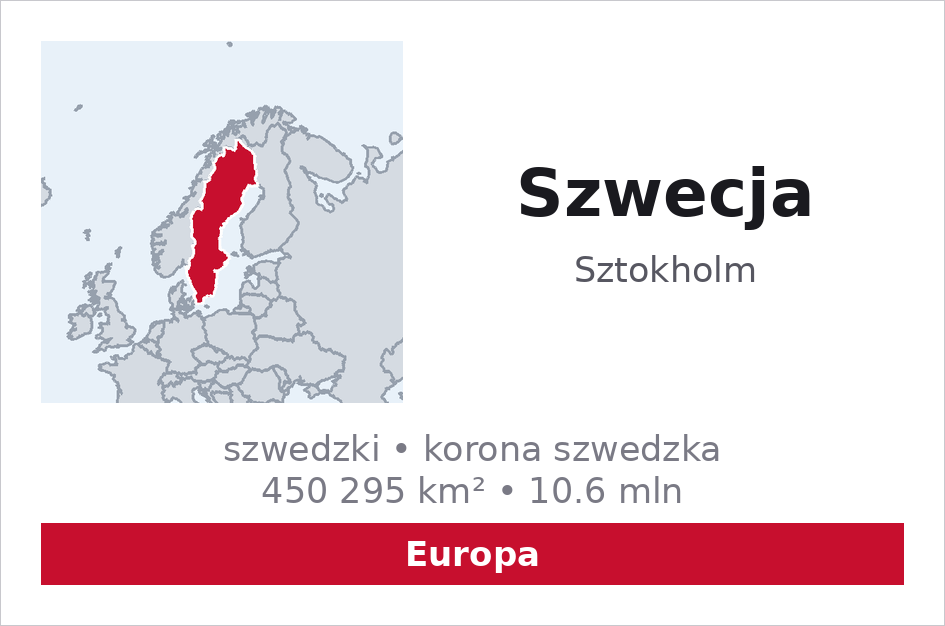 Szwecja
Sztokholm
szwedzki • korona szwedzka
450 295 km² • 10.6 mln
Europa